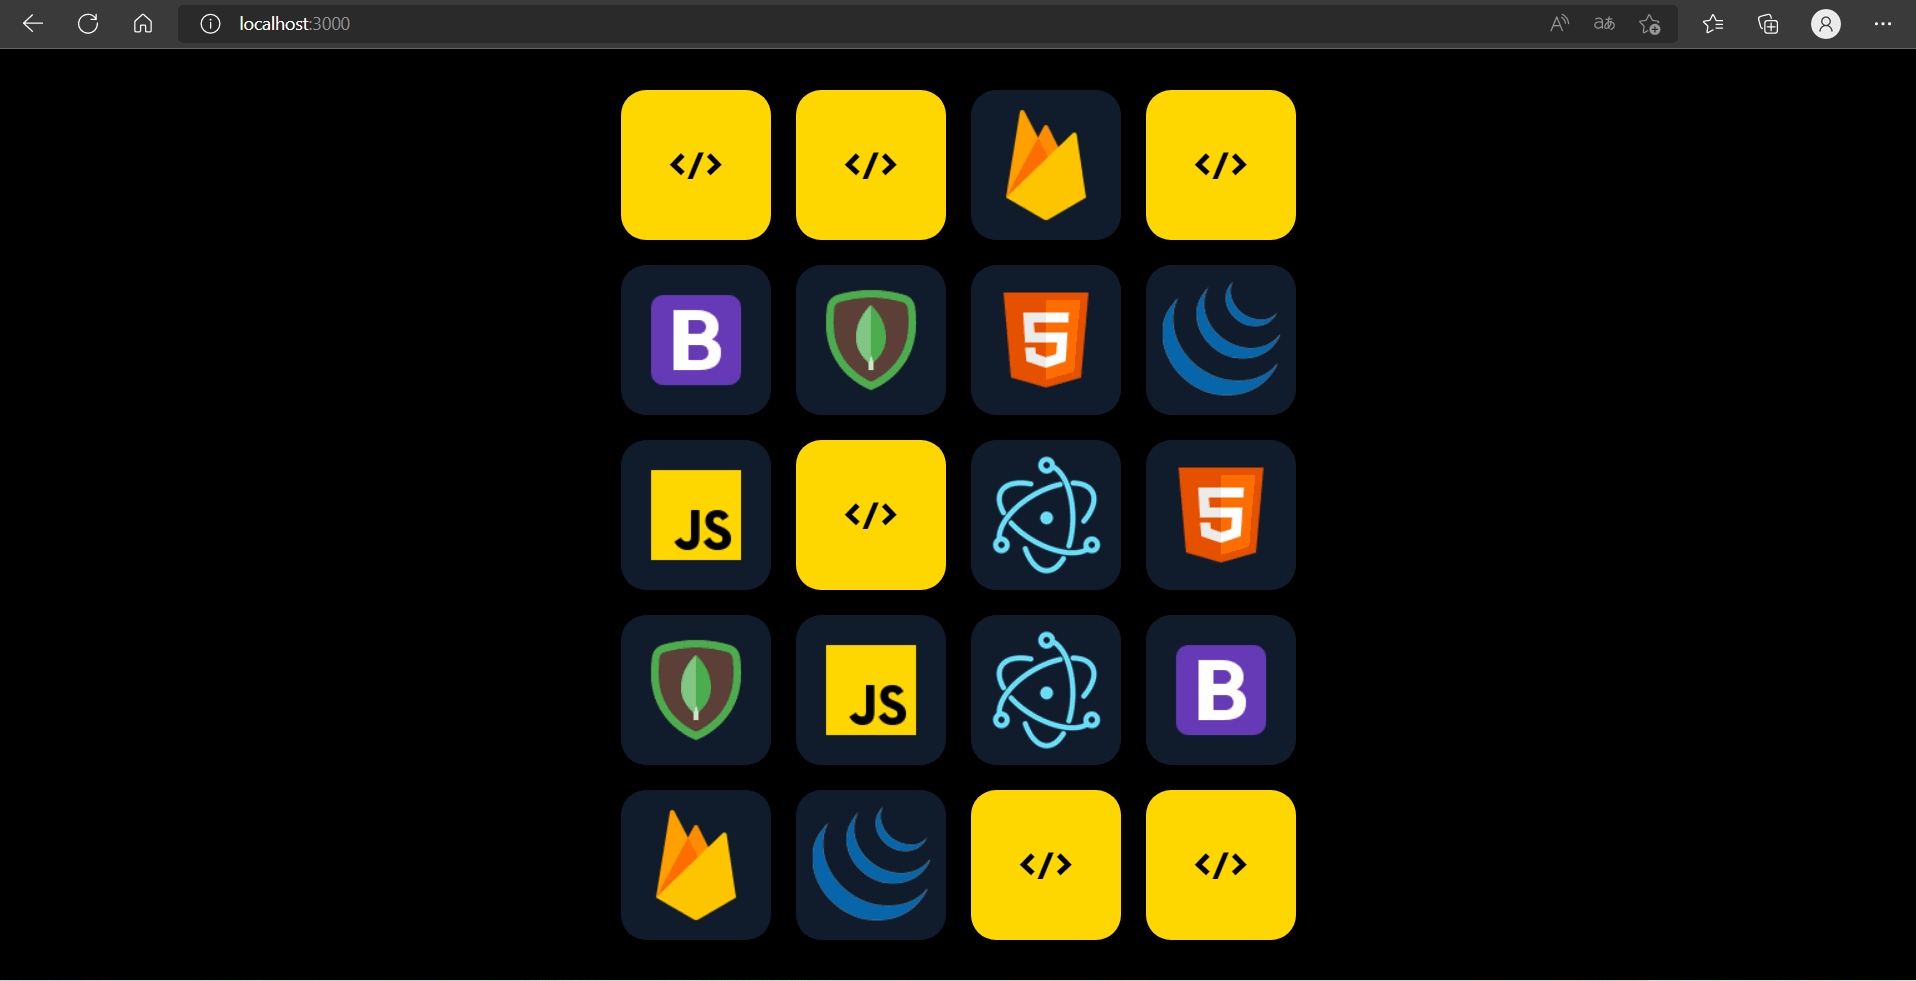 localhost:3000
</> </> </>
B 5
JS </> 5
JS B
</> </>